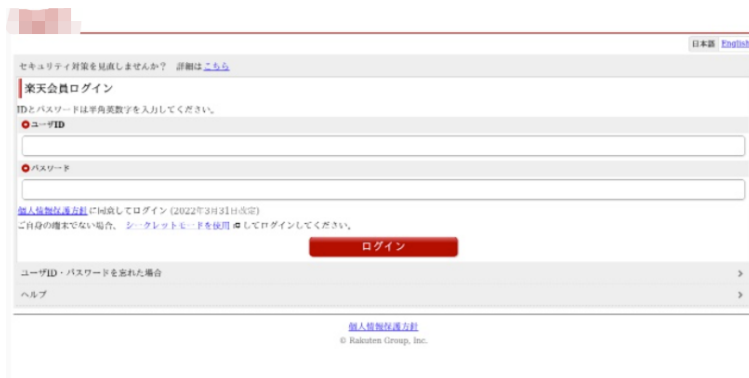 日本語 English
セキュリティ対策を見直しませんか? 詳細はこちら
楽天会員ログイン
IDとパスワードは半角英数字を入力してください。
ユーザID
パスワード
個人情報保護方針に同意してログイン (2022年3月31日改定)
ご自身の端末でない場合、シークレットモードを使用してログインしてください。
ログイン
ユーザID・パスワードを忘れた場合
ヘルプ
個人情報保護方針
© Rakuten Group, Inc.